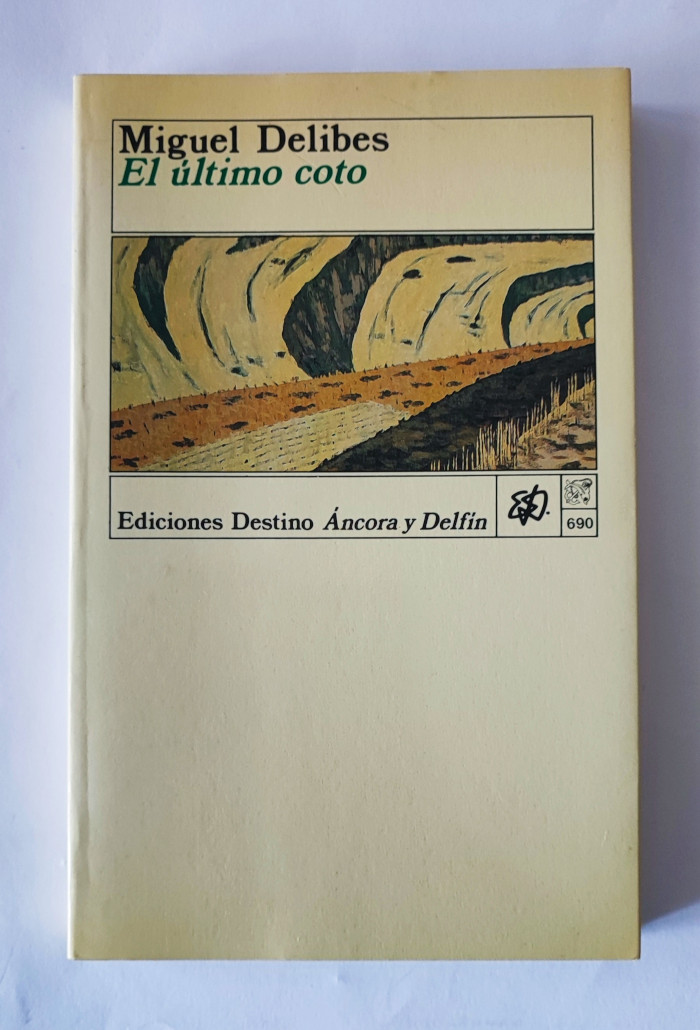 Miguel Delibes
El último coto
Ediciones Destino Áncora y Delfín
690